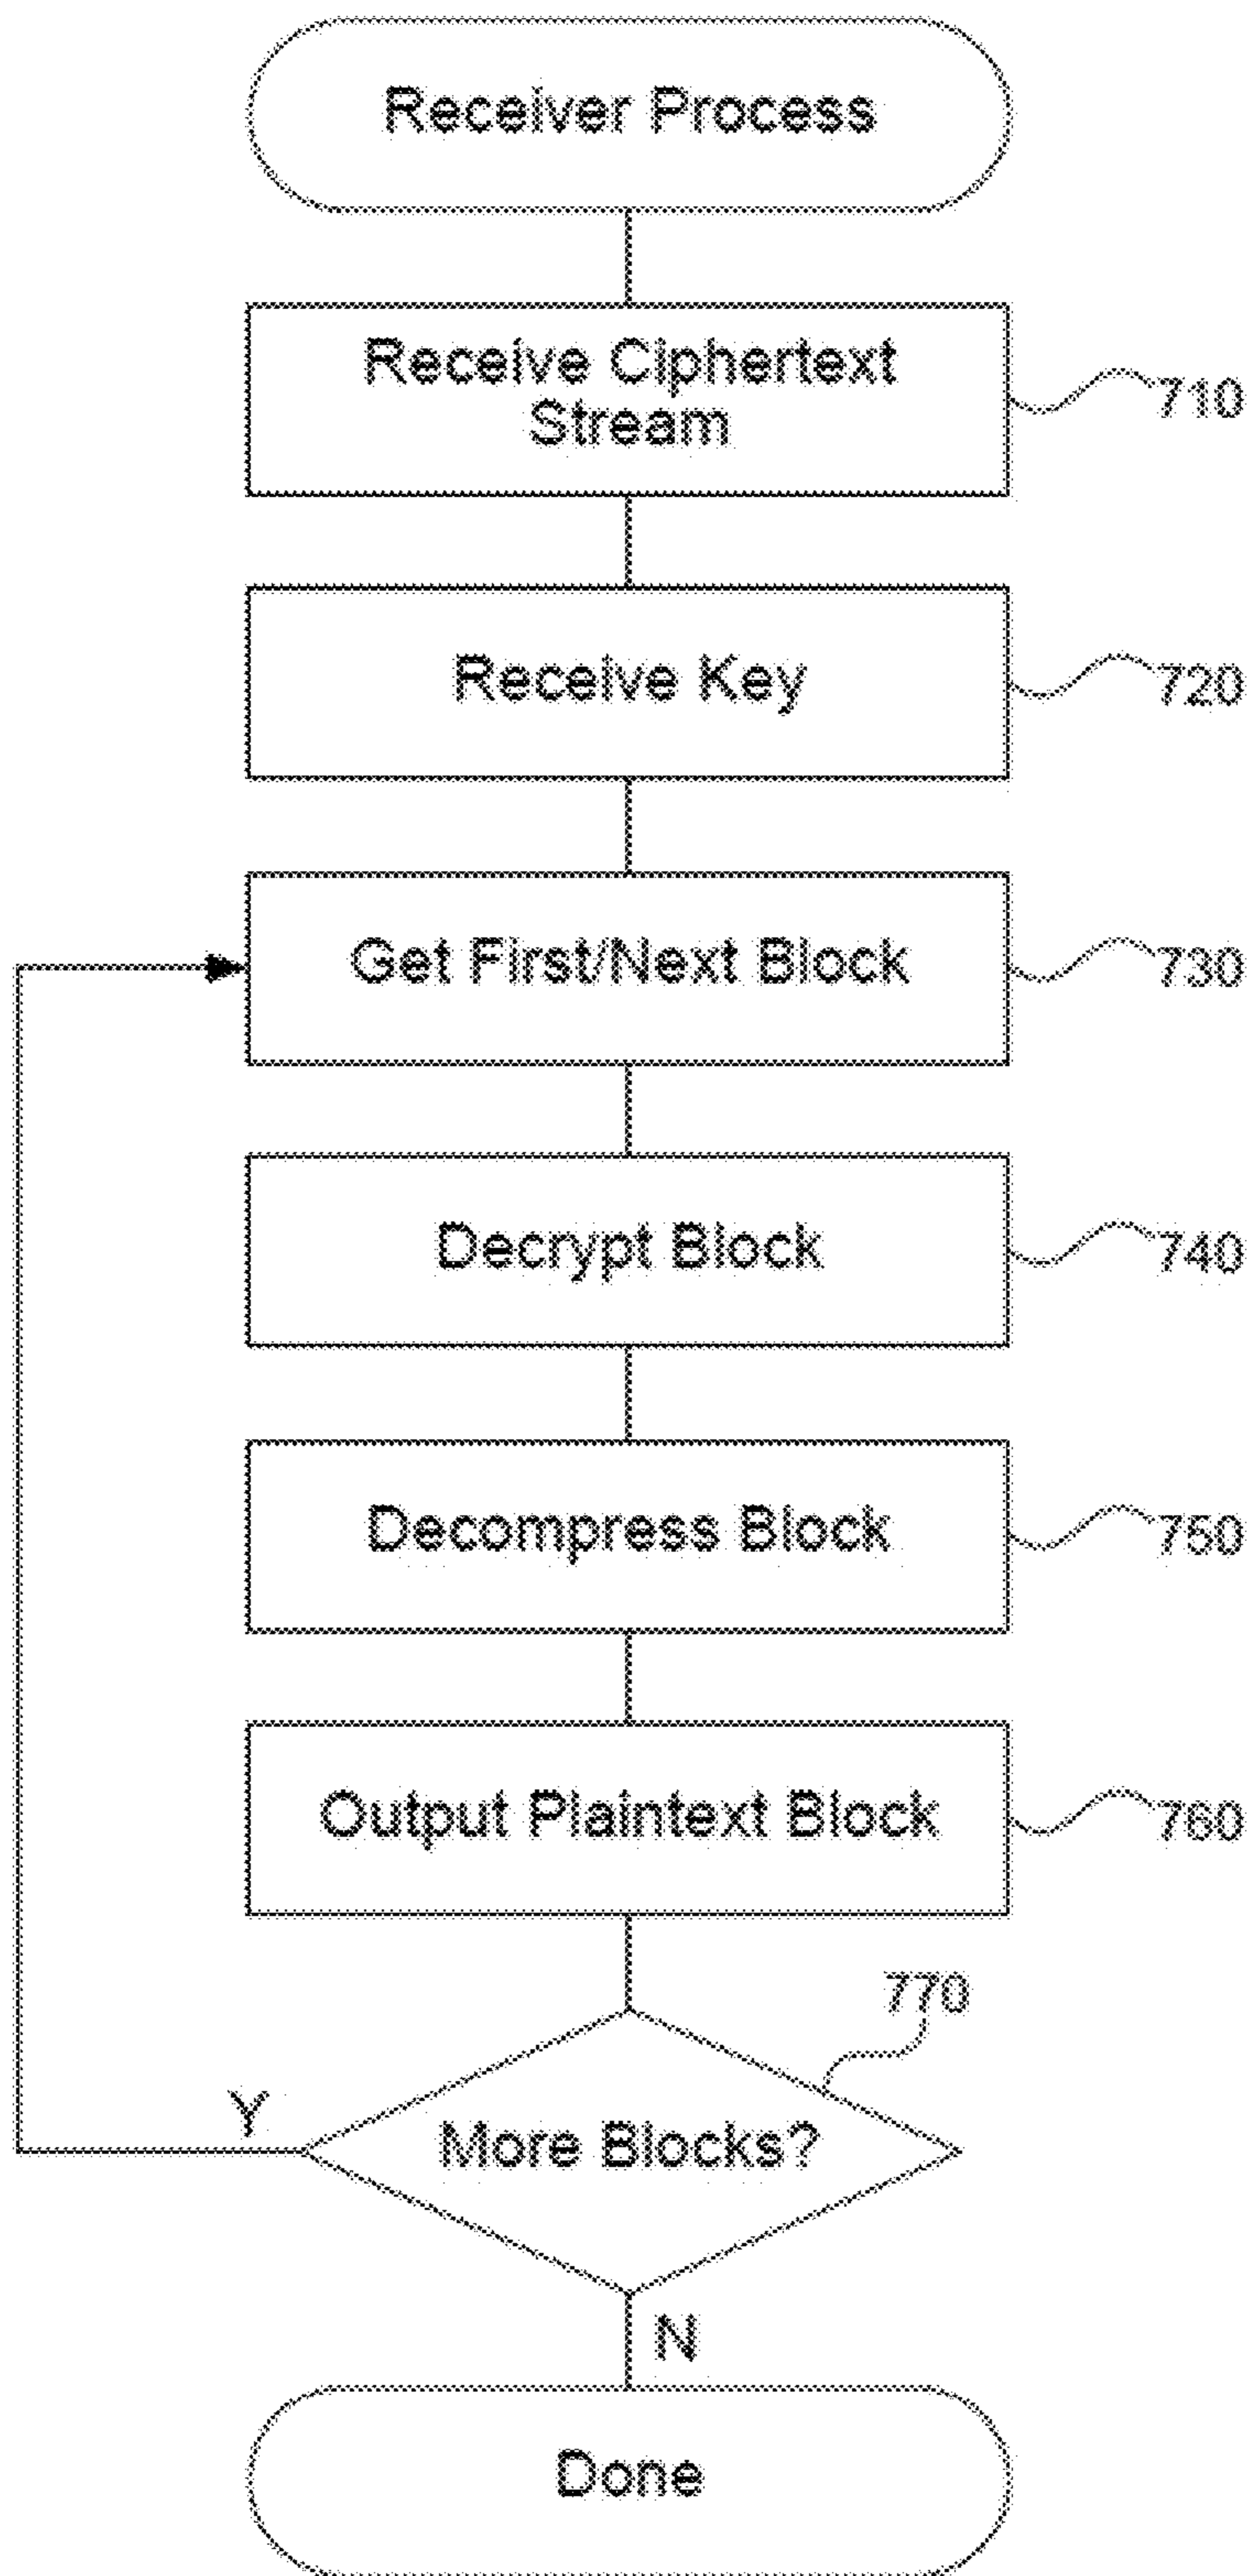 Receiver Process
Receive Ciphertext
Stream
710
Receive Key
720
Get First/Next Block
730
Decrypt Block
740
Decompress Block
750
Output Plaintext Block
760
770
Y
More Blocks?
N
Done